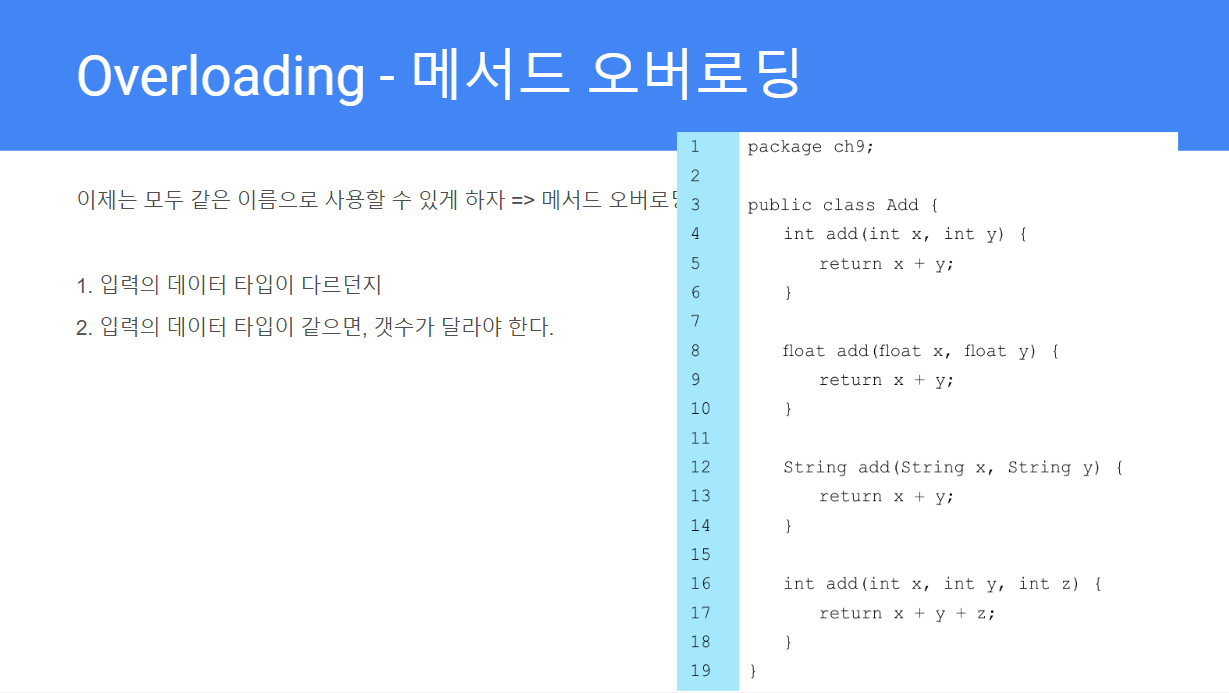 Overloading - 메서드 오버로딩
이제는 모두 같은 이름으로 사용할 수 있게 하자 => 메서드 오버로딩
1. 입력의 데이터 타입이 다르던지
2. 입력의 데이터 타입이 같으면, 갯수가 달라야 한다.
1 package ch9;
2
3 public class Add {
4 int add(int x, int y) {
5 return x + y;
6 }
7
8 float add(float x, float y) {
9 return x + y;
10 }
11
12 String add(String x, String y) {
13 return x + y;
14 }
15
16 int add(int x, int y, int z) {
17 return x + y + z;
18 }
19 }